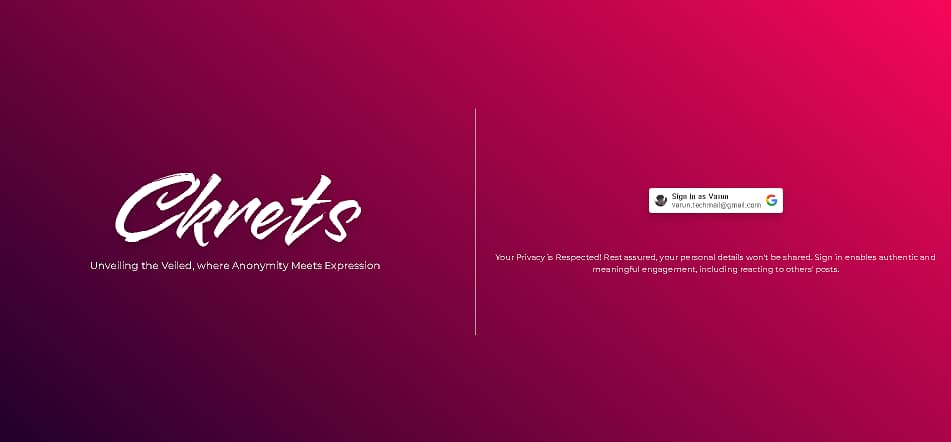 Ckrets
Unveiling the Veiled, where Anonymity Meets Expression
Sign in as Varun
varun.techmail@gmail.com
Your Privacy is Respected! Rest assured, your personal details won't be shared. Sign in enables authentic and
meaningful engagement, including reacting to others' posts.